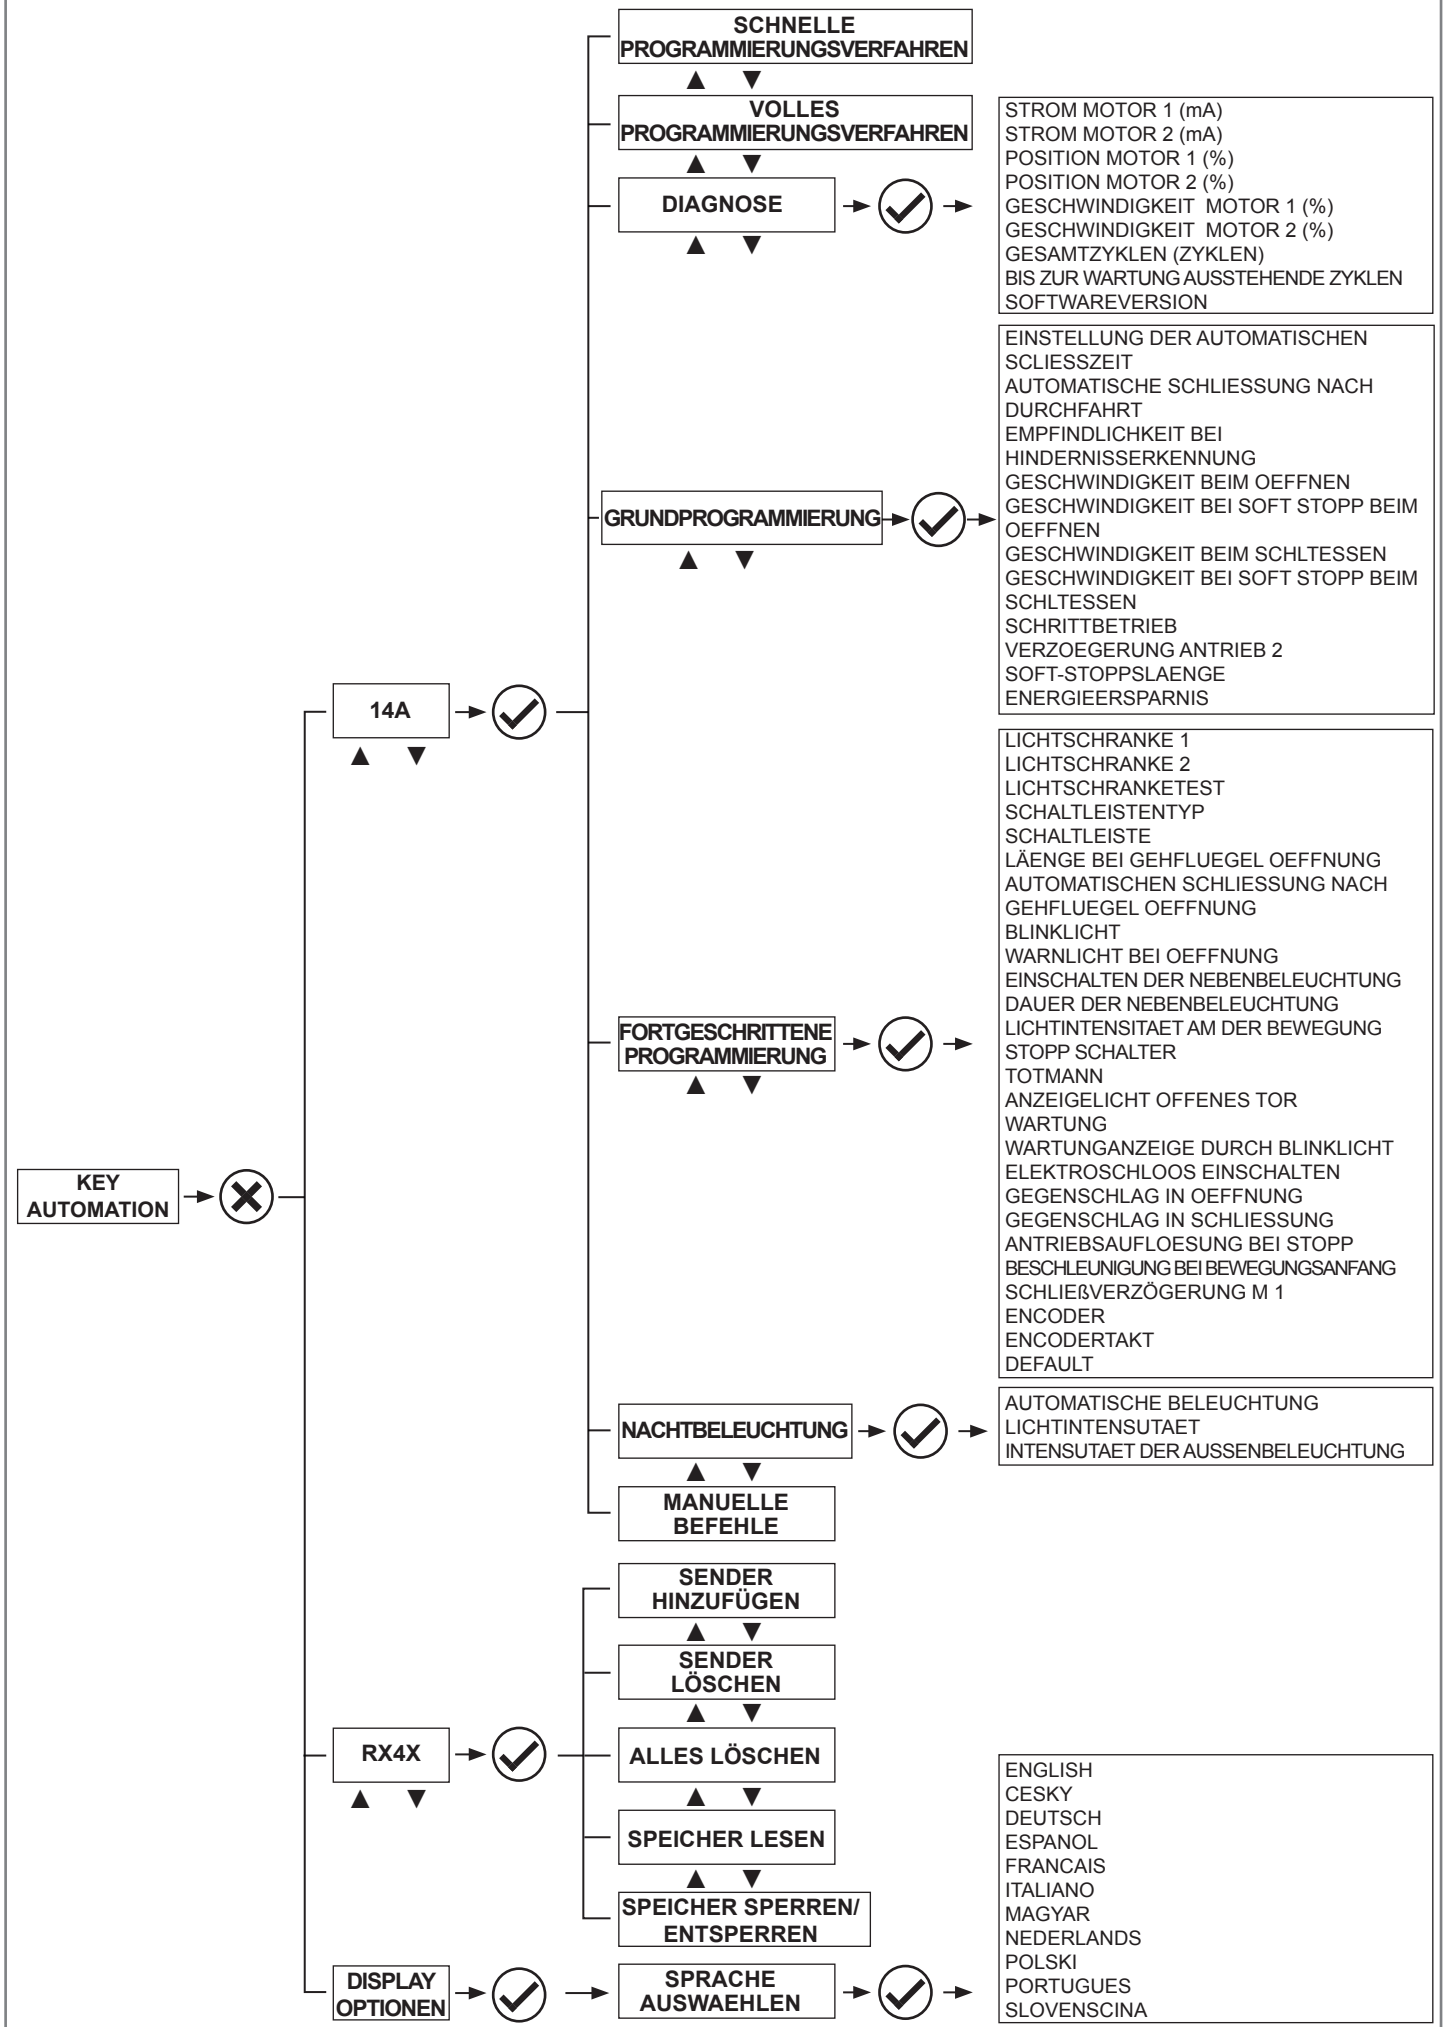 SCHNELLE
PROGRAMMIERUNGSVERFAHREN
VOLLES
PROGRAMMIERUNGSVERFAHREN
DIAGNOSE
STROM MOTOR 1 (mA)
STROM MOTOR 2 (mA)
POSITION MOTOR 1 (%)
POSITION MOTOR 2 (%)
GESCHWINDIGKEIT MOTOR 1 (%)
GESCHWINDIGKEIT MOTOR 2 (%)
GESAMTZYKLEN (ZYKLEN)
BIS ZUR WARTUNG AUSSTEHENDE ZYKLEN
SOFTWAREVERSION
GRUNDPROGRAMMIERUNG
EINSTELLUNG DER AUTOMATISCHEN
SCLIESSZEIT
AUTOMATISCHE SCHLIESSUNG NACH
DURCHFAHRT
EMPFINDLICHKEIT BEI
HINDERNISSERKENNUNG
GESCHWINDIGKEIT BEIM OEFFNEN
GESCHWINDIGKEIT BEI SOFT STOPP BEIM
OEFFNEN
GESCHWINDIGKEIT BEIM SCHLTESSEN
GESCHWINDIGKEIT BEI SOFT STOPP BEIM
SCHLTESSEN
SCHRITTBETRIEB
VERZOEGERUNG ANTRIEB 2
SOFT-STOPPSLAENGE
ENERGIEERSPARNIS
14A
FORTGESCHRITTENE
PROGRAMMIERUNG
LICHTSCHRANKE 1
LICHTSCHRANKE 2
LICHTSCHRANKETEST
SCHALTLEISTENTYP
SCHALTLEISTE
LÄENGE BEI GEHFLUEGEL OEFFNUNG
AUTOMATISCHEN SCHLIESSUNG NACH
GEHFLUEGEL OEFFNUNG
BLINKLICHT
WARNLICHT BEI OEFFNUNG
EINSCHALTEN DER NEBENBELEUCHTUNG
DAUER DER NEBENBELEUCHTUNG
LICHTINTENSITAET AM DER BEWEGUNG
STOPP SCHALTER
TOTMANN
ANZEIGELICHT OFFENES TOR
WARTUNG
WARTUNGANZEIGE DURCH BLINKLICHT
ELEKTROSCHLOOS EINSCHALTEN
GEGENSCHLAG IN OEFFNUNG
GEGENSCHLAG IN SCHLIESSUNG
ANTRIEBSAUFLOESUNG BEI STOPP
BESCHLEUNIGUNG BEI BEWEGUNGSANFANG
SCHLIEßVERZÖGERUNG M 1
ENCODER
ENCODERTAKT
DEFAULT
KEY
AUTOMATION
NACHTBELEUCHTUNG
AUTOMATISCHE BELEUCHTUNG
LICHTINTENSUTAET
INTENSUTAET DER AUSSENBELEUCHTUNG
MANUELLE
BEFEHLE
SENDER
HINZUFÜGEN
SENDER
LÖSCHEN
RX4X
ALLES LÖSCHEN
SPEICHER LESEN
SPEICHER SPERREN/
ENTSPERREN
DISPLAY
OPTIONEN
SPRACHE
AUSWAEHLEN
ENGLISH
CESKY
DEUTSCH
ESPANOL
FRANCAIS
ITALIANO
MAGYAR
NEDERLANDS
POLSKI
PORTUGUES
SLOVENSCINA